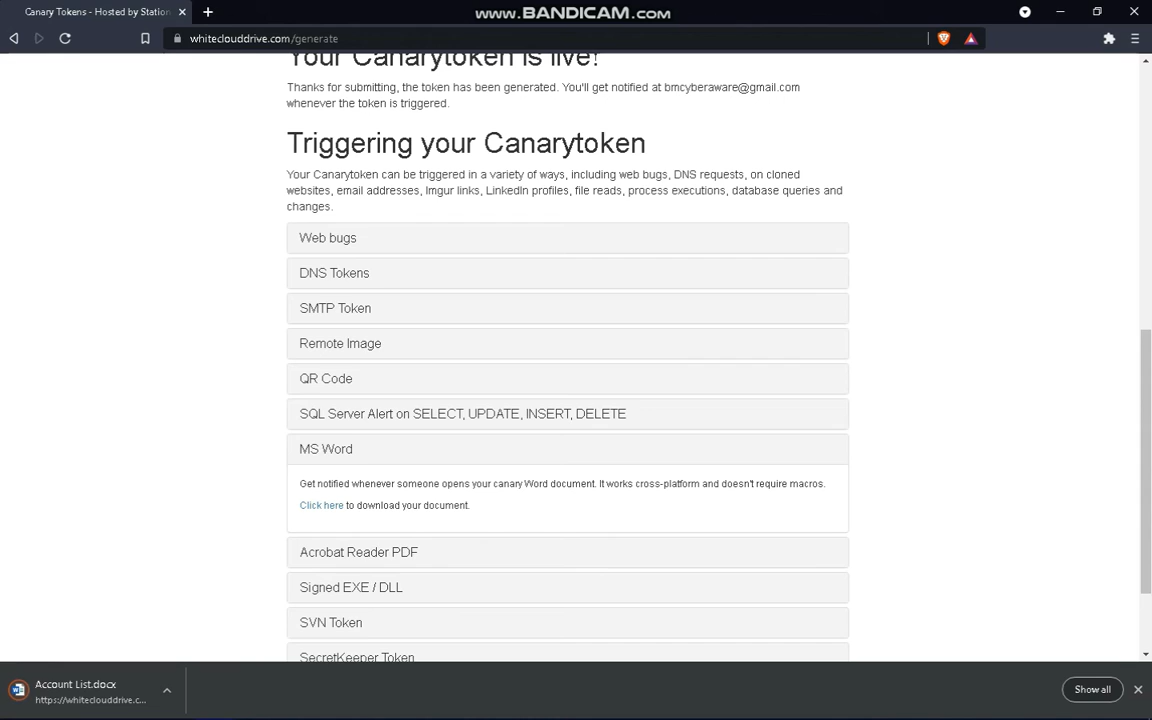 www.BANDICAM.com
Canary Tokens - Hosted by Station
whiteclouddrive.com/generate
Your Canarytoken is live!
Thanks for submitting, the token has been generated. You'll get notified at bmcyberaware@gmail.com
whenever the token is triggered.
Triggering your Canarytoken
Your Canarytoken can be triggered in a variety of ways, including web bugs, DNS requests, on cloned
websites, email addresses, Imgur links, LinkedIn profiles, file reads, process executions, database queries and
changes.
Web bugs
DNS Tokens
SMTP Token
Remote Image
QR Code
SQL Server Alert on SELECT, UPDATE, INSERT, DELETE
MS Word
Get notified whenever someone opens your canary Word document. It works cross-platform and doesn't require macros.
Click here to download your document.
Acrobat Reader PDF
Signed EXE / DLL
SVN Token
SecretKeeper Token
Account List.docx
https://whiteclouddrive.c...
Show all